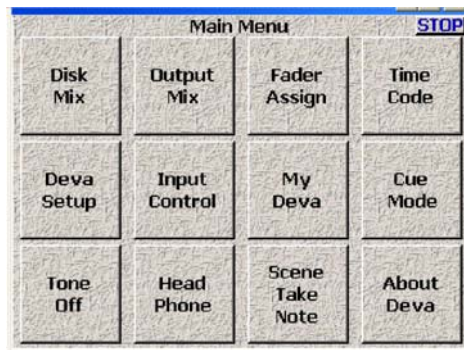 Main Menu
STOP
Disk
Mix
Output
Mix
Fader
Assign
Time
Code
Deva
Setup
Input
Control
My
Deva
Cue
Mode
Tone
Off
Head
Phone
Scene
Take
Note
About
Deva